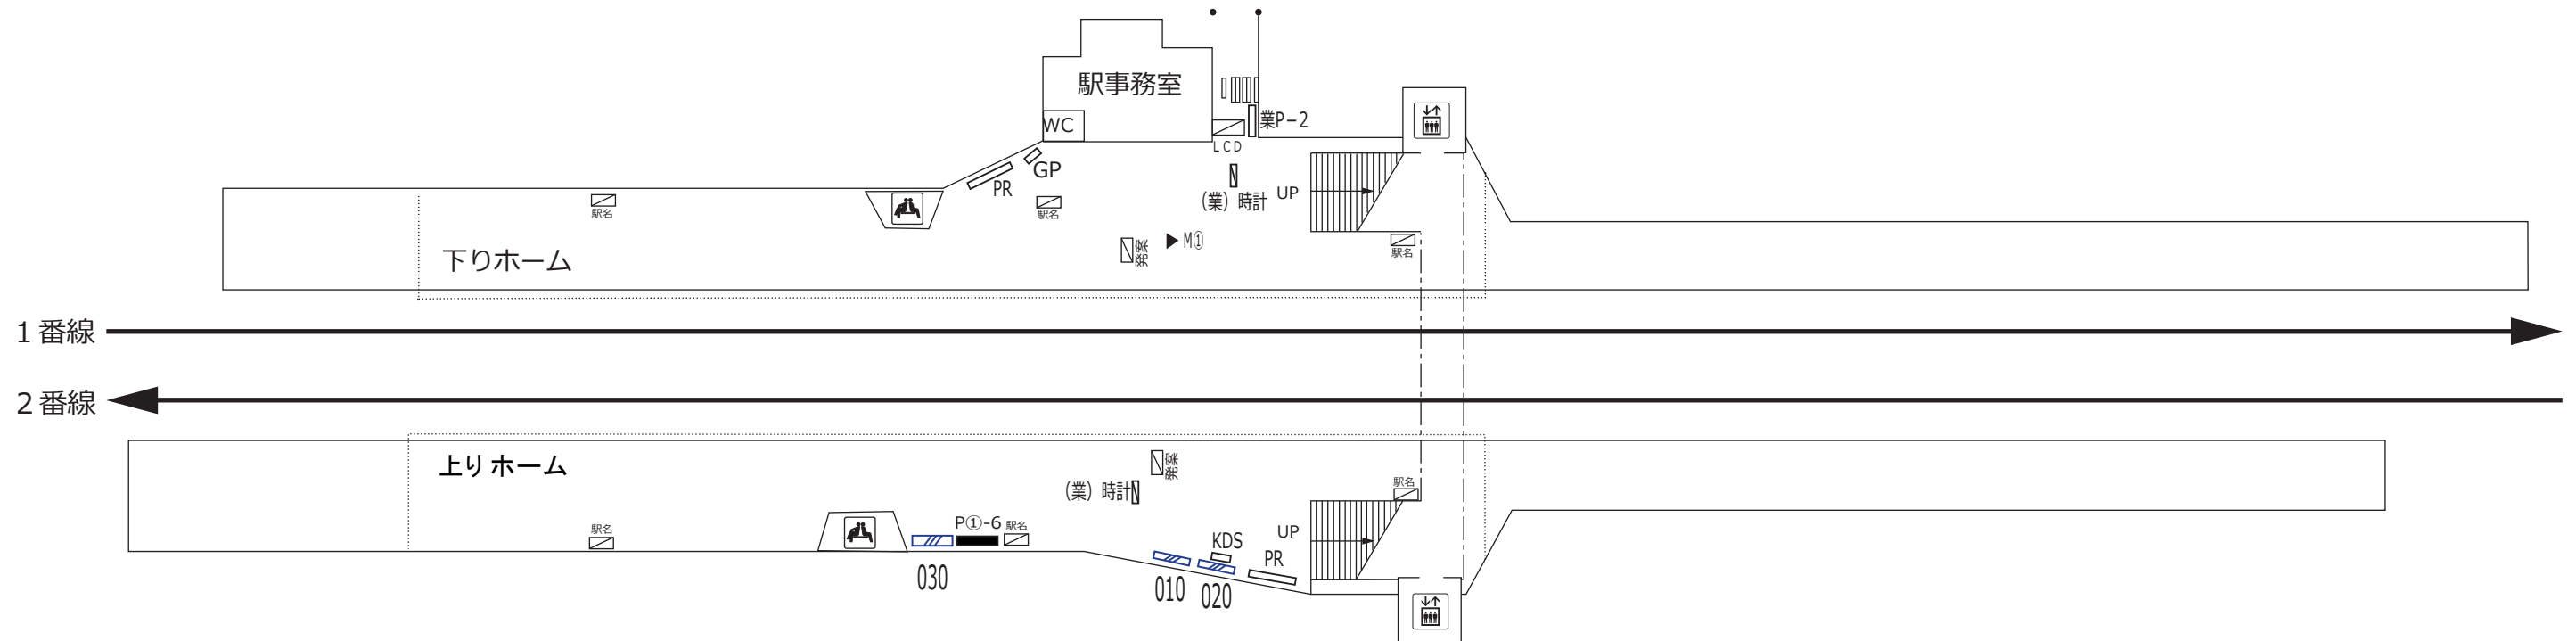 駅事務室
WC
業P-2
LCD
GP
PR
UP
(業) 時計
駅名
駅名
発案
M①
駅名
下りホーム
1番線
2番線
上りホーム
発案
(業) 時計
駅名
駅名
P①-6
駅名
KDS
UP
PR
030
010
020